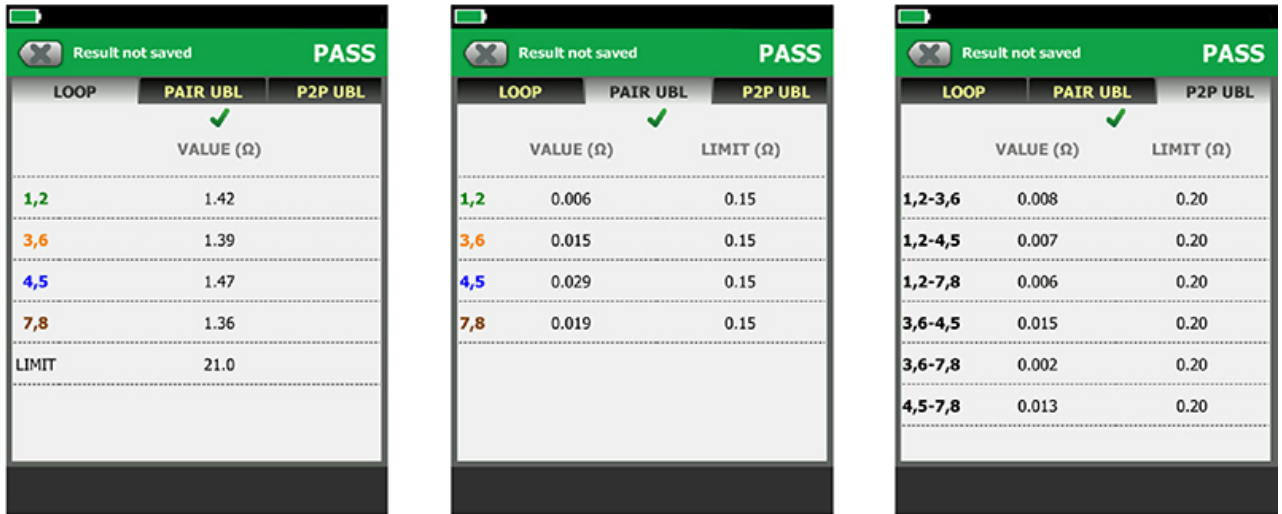 Result not saved PASS
LOOP PAIR UBL P2P UBL
VALUE (Ω)
1,2 1.42
3,6 1.39
4,5 1.47
7,8 1.36
LIMIT 21.0
Result not saved PASS
LOOP PAIR UBL P2P UBL
VALUE (Ω) LIMIT (Ω)
1,2 0.006 0.15
3,6 0.015 0.15
4,5 0.029 0.15
7,8 0.019 0.15
Result not saved PASS
LOOP PAIR UBL P2P UBL
VALUE (Ω) LIMIT (Ω)
1,2-3,6 0.008 0.20
1,2-4,5 0.007 0.20
1,2-7,8 0.006 0.20
3,6-4,5 0.015 0.20
3,6-7,8 0.002 0.20
4,5-7,8 0.013 0.20